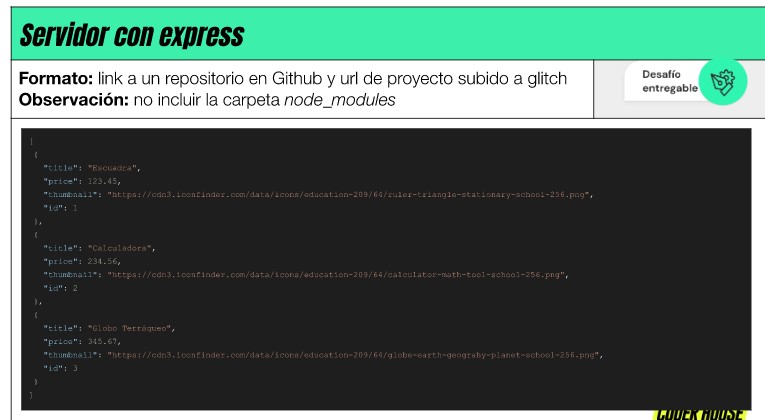 Servidor con express
Formato: link a un repositorio en Github y url de proyecto subido a glitch
Observación: no incluir la carpeta node_modules
Desafío
entregable
[
{
"title": "Escuadra",
"price": 123.45,
"thumbnail": "https://cdn3.iconfinder.com/data/icons/education-209/64/ruler-triangle-stationary-school-256.png",
"id": 1
},
{
"title": "Calculadora",
"price": 234.56,
"thumbnail": "https://cdn3.iconfinder.com/data/icons/education-209/64/calculator-math-tool-school-256.png",
"id": 2
},
{
"title": "Globo Terráqueo",
"price": 345.67,
"thumbnail": "https://cdn3.iconfinder.com/data/icons/education-209/64/globe-earth-geograhy-planet-school-256.png",
"id": 3
}
]
CODER HOUSE